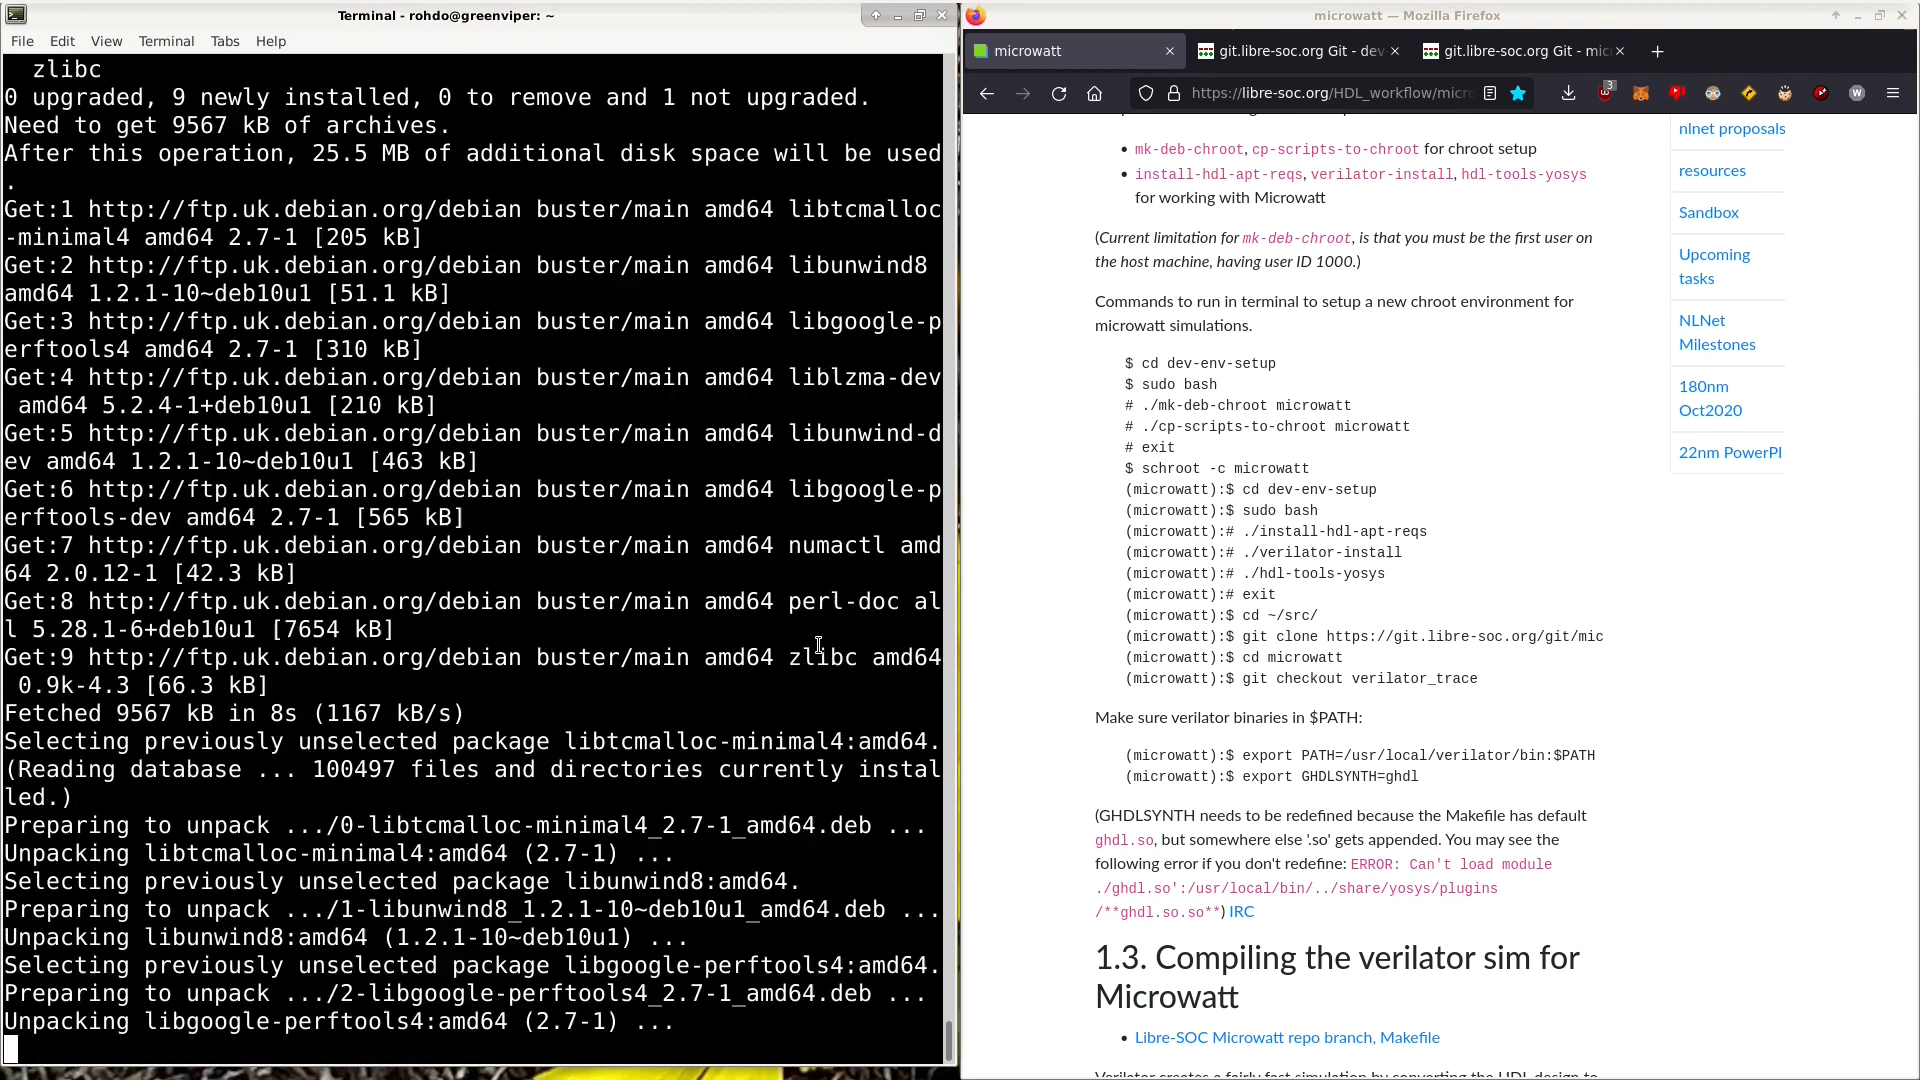 Terminal - rohdo@greenviper: ~
File Edit View Terminal Tabs Help
  zlibc
0 upgraded, 9 newly installed, 0 to remove and 1 not upgraded.
Need to get 9567 kB of archives.
After this operation, 25.5 MB of additional disk space will be used
.
Get:1 http://ftp.uk.debian.org/debian buster/main amd64 libtcmalloc
-minimal4 amd64 2.7-1 [205 kB]
Get:2 http://ftp.uk.debian.org/debian buster/main amd64 libunwind8
amd64 1.2.1-10~deb10u1 [51.1 kB]
Get:3 http://ftp.uk.debian.org/debian buster/main amd64 libgoogle-p
erftools4 amd64 2.7-1 [310 kB]
Get:4 http://ftp.uk.debian.org/debian buster/main amd64 liblzma-dev
 amd64 5.2.4-1+deb10u1 [210 kB]
Get:5 http://ftp.uk.debian.org/debian buster/main amd64 libunwind-d
ev amd64 1.2.1-10~deb10u1 [463 kB]
Get:6 http://ftp.uk.debian.org/debian buster/main amd64 libgoogle-p
erftools-dev amd64 2.7-1 [565 kB]
Get:7 http://ftp.uk.debian.org/debian buster/main amd64 numactl amd
64 2.0.12-1 [42.3 kB]
Get:8 http://ftp.uk.debian.org/debian buster/main amd64 perl-doc al
l 5.28.1-6+deb10u1 [7654 kB]
Get:9 http://ftp.uk.debian.org/debian buster/main amd64 zlibc amd64
 0.9k-4.3 [66.3 kB]
Fetched 9567 kB in 8s (1167 kB/s)
Selecting previously unselected package libtcmalloc-minimal4:amd64.
(Reading database ... 100497 files and directories currently instal
led.)
Preparing to unpack .../0-libtcmalloc-minimal4_2.7-1_amd64.deb ...
Unpacking libtcmalloc-minimal4:amd64 (2.7-1) ...
Selecting previously unselected package libunwind8:amd64.
Preparing to unpack .../1-libunwind8_1.2.1-10~deb10u1_amd64.deb ...
Unpacking libunwind8:amd64 (1.2.1-10~deb10u1) ...
Selecting previously unselected package libgoogle-perftools4:amd64.
Preparing to unpack .../2-libgoogle-perftools4_2.7-1_amd64.deb ...
Unpacking libgoogle-perftools4:amd64 (2.7-1) ...
microwatt — Mozilla Firefox
microwatt
git.libre-soc.org Git - dev
git.libre-soc.org Git - mic
https://libre-soc.org/HDL_workflow/micro
3
W
• mk-deb-chroot, cp-scripts-to-chroot for chroot setup
• install-hdl-apt-reqs, verilator-install, hdl-tools-yosys
for working with Microwatt
(Current limitation for mk-deb-chroot, is that you must be the first user on
the host machine, having user ID 1000.)
Commands to run in terminal to setup a new chroot environment for
microwatt simulations.
$ cd dev-env-setup
$ sudo bash
# ./mk-deb-chroot microwatt
# ./cp-scripts-to-chroot microwatt
# exit
$ schroot -c microwatt
(microwatt):$ cd dev-env-setup
(microwatt):$ sudo bash
(microwatt):# ./install-hdl-apt-reqs
(microwatt):# ./verilator-install
(microwatt):# ./hdl-tools-yosys
(microwatt):# exit
(microwatt):$ cd ~/src/
(microwatt):$ git clone https://git.libre-soc.org/git/mic
(microwatt):$ cd microwatt
(microwatt):$ git checkout verilator_trace
Make sure verilator binaries in $PATH:
(microwatt):$ export PATH=/usr/local/verilator/bin:$PATH
(microwatt):$ export GHDLSYNTH=ghdl
(GHDLSYNTH needs to be redefined because the Makefile has default
ghdl.so, but somewhere else '.so' gets appended. You may see the
following error if you don't redefine: ERROR: Can't load module
./ghdl.so':/usr/local/bin/../share/yosys/plugins
/**ghdl.so.so**) IRC
1.3. Compiling the verilator sim for
Microwatt
• Libre-SOC Microwatt repo branch, Makefile
Verilator creates a fairly fast simulation by converting the HDL design to
nlnet proposals
resources
Sandbox
Upcoming
tasks
NLNet
Milestones
180nm
Oct2020
22nm PowerPI